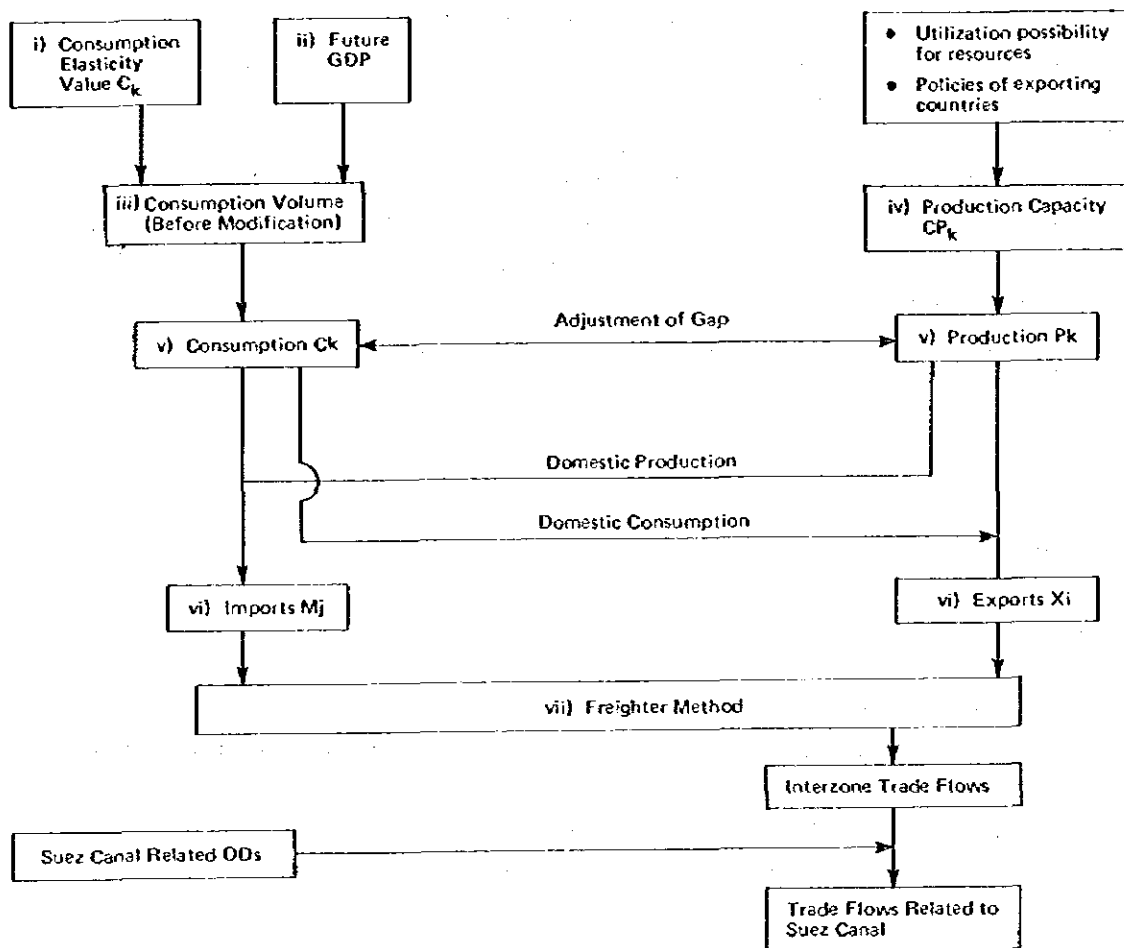 i) Consumption
Elasticity
Value Ck
ii) Future
GDP
• Utilization possibility
for resources
• Policies of exporting
countries
iii) Consumption Volume
(Before Modification)
iv) Production Capacity
CPk
v) Consumption Ck
Adjustment of Gap
v) Production Pk
Domestic Production
Domestic Consumption
vi) Imports Mj
vi) Exports Xi
vii) Freighter Method
Interzone Trade Flows
Suez Canal Related ODs
Trade Flows Related to
Suez Canal